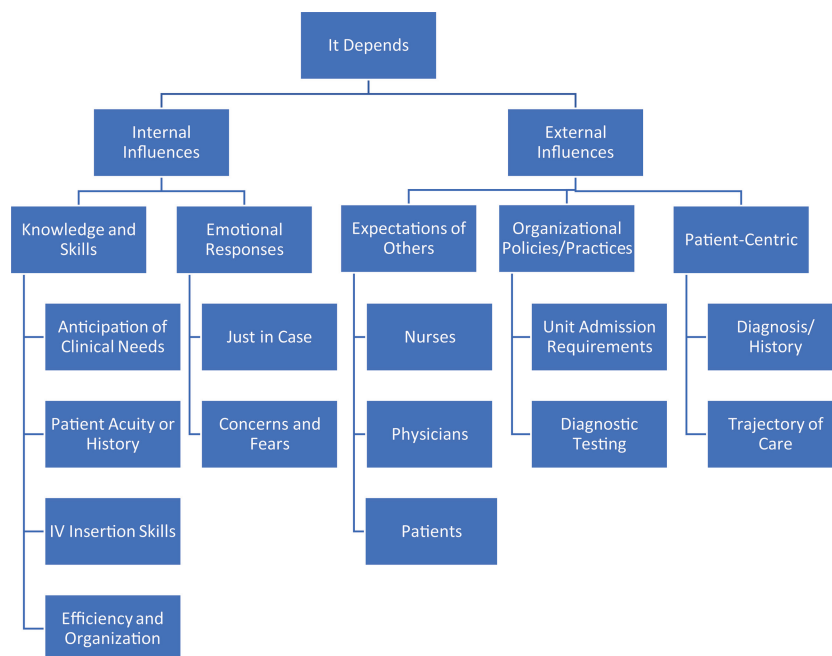 It Depends
Internal
Influences
External
Influences
Knowledge and
Skills
Emotional
Responses
Expectations of
Others
Organizational
Policies/Practices
Patient-Centric
Anticipation of
Clinical Needs
Just in Case
Nurses
Unit Admission
Requirements
Diagnosis/
History
Patient Acuity or
History
Concerns and
Fears
Physicians
Diagnostic
Testing
Trajectory of
Care
IV Insertion Skills
Patients
Efficiency and
Organization